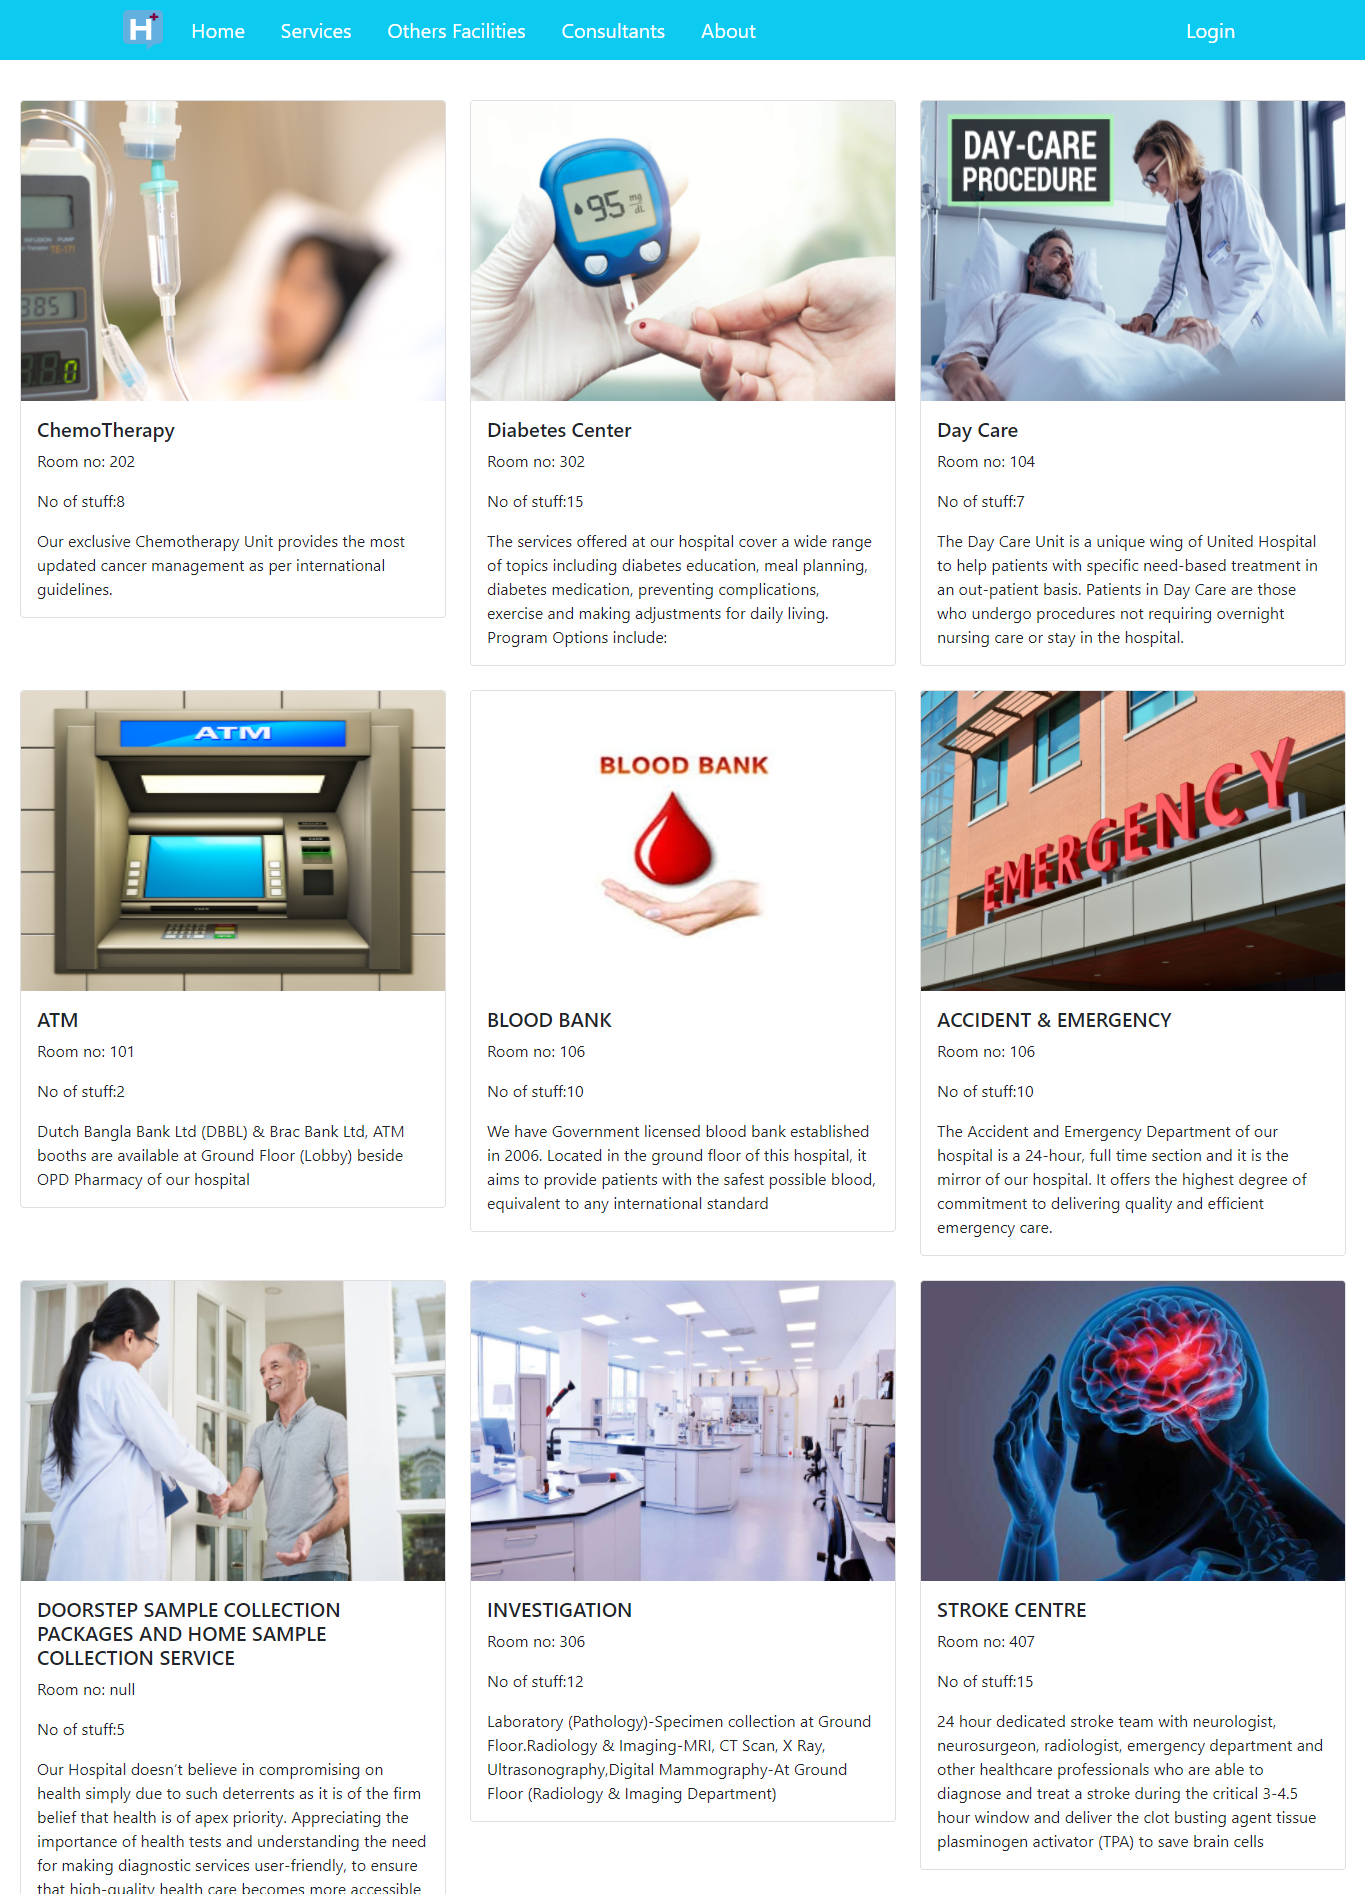 H+
Home
Services
Others Facilities
Consultants
About
Login
INFUSION PUMP
TE-171
385
0
95 mg/dL
DAY-CARE
PROCEDURE
ChemoTherapy
Room no: 202
No of stuff:8
Our exclusive Chemotherapy Unit provides the most
updated cancer management as per international
guidelines.
Diabetes Center
Room no: 302
No of stuff:15
The services offered at our hospital cover a wide range
of topics including diabetes education, meal planning,
diabetes medication, preventing complications,
exercise and making adjustments for daily living.
Program Options include:
Day Care
Room no: 104
No of stuff:7
The Day Care Unit is a unique wing of United Hospital
to help patients with specific need-based treatment in
an out-patient basis. Patients in Day Care are those
who undergo procedures not requiring overnight
nursing care or stay in the hospital.
ATM
BLOOD BANK
EMERGENCY
ATM
Room no: 101
No of stuff:2
Dutch Bangla Bank Ltd (DBBL) & Brac Bank Ltd, ATM
booths are available at Ground Floor (Lobby) beside
OPD Pharmacy of our hospital
BLOOD BANK
Room no: 106
No of stuff:10
We have Government licensed blood bank established
in 2006. Located in the ground floor of this hospital, it
aims to provide patients with the safest possible blood,
equivalent to any international standard
ACCIDENT & EMERGENCY
Room no: 106
No of stuff:10
The Accident and Emergency Department of our
hospital is a 24-hour, full time section and it is the
mirror of our hospital. It offers the highest degree of
commitment to delivering quality and efficient
emergency care.
DOORSTEP SAMPLE COLLECTION
PACKAGES AND HOME SAMPLE
COLLECTION SERVICE
Room no: null
No of stuff:5
Our Hospital doesn’t believe in compromising on
health simply due to such deterrents as it is of the firm
belief that health is of apex priority. Appreciating the
importance of health tests and understanding the need
for making diagnostic services user-friendly, to ensure
that high-quality health care becomes more accessible
INVESTIGATION
Room no: 306
No of stuff:12
Laboratory (Pathology)-Specimen collection at Ground
Floor.Radiology & Imaging-MRI, CT Scan, X Ray,
Ultrasonography,Digital Mammography-At Ground
Floor (Radiology & Imaging Department)
STROKE CENTRE
Room no: 407
No of stuff:15
24 hour dedicated stroke team with neurologist,
neurosurgeon, radiologist, emergency department and
other healthcare professionals who are able to
diagnose and treat a stroke during the critical 3-4.5
hour window and deliver the clot busting agent tissue
plasminogen activator (TPA) to save brain cells